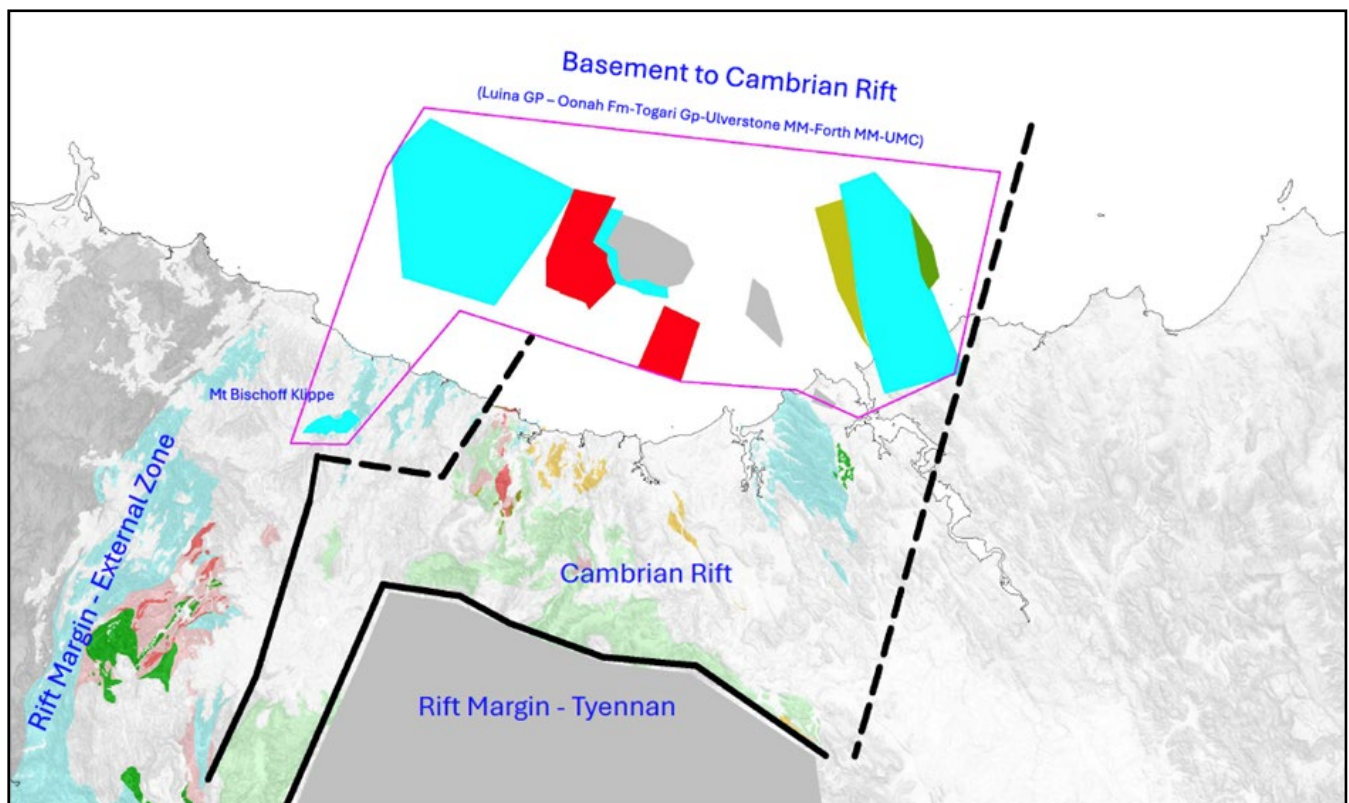 Basement to Cambrian Rift
(Luina GP – Oonah Fm-Togari Gp-Ulverstone MM-Forth MM-UMC)
Mt Bischoff Klippe
Rift Margin - External Zone
Cambrian Rift
Rift Margin - Tyennan